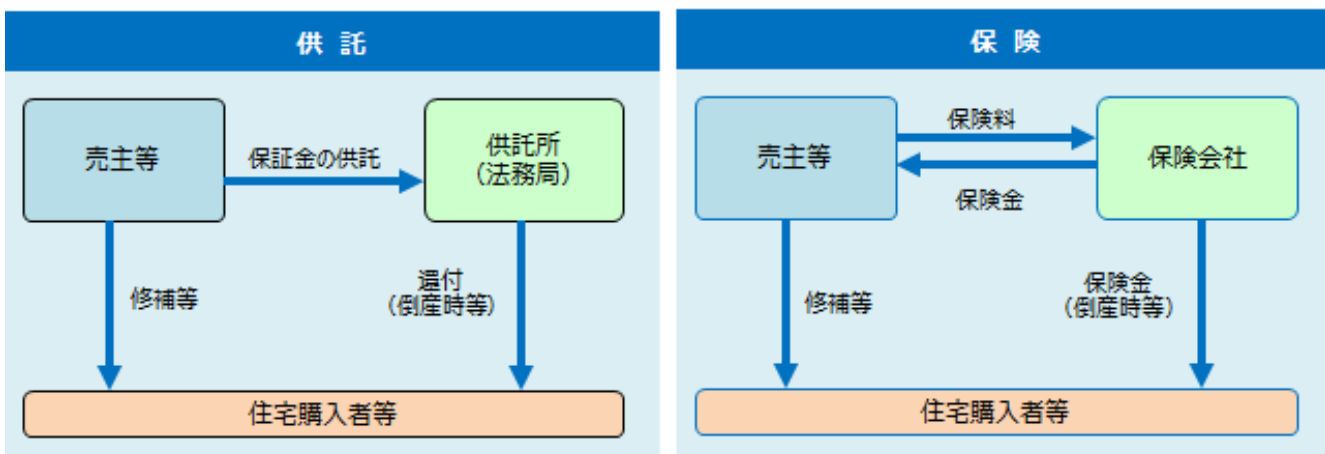 供 託
売主等
保証金の供託
供託所
（法務局）
修補等
還付
（倒産時等）
住宅購入者等
保 険
売主等
保険料
保険金
保険会社
修補等
保険金
（倒産時等）
住宅購入者等